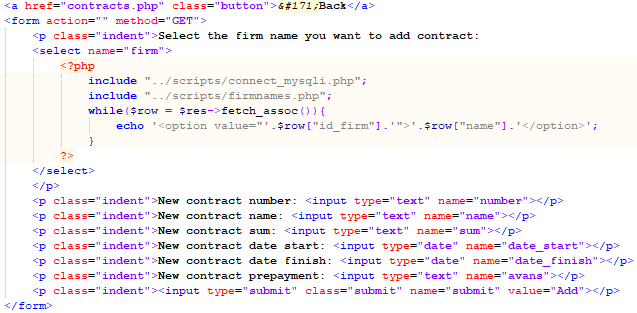 <a href="contracts.php" class="button">&#171;Back</a>
<form action="" method="GET">
<p class="indent">Select the firm name you want to add contract:
<select name="firm">
<?php
include "../scripts/connect_mysqli.php";
include "../scripts/firmnames.php";
while($row = $res->fetch_assoc()){
echo '<option value="'.$row["id_firm"].'">'.$row["name"].'</option>';
}
?>
</select>
</p>
<p class="indent">New contract number: <input type="text" name="number"></p>
<p class="indent">New contract name: <input type="text" name="name"></p>
<p class="indent">New contract sum: <input type="text" name="sum"></p>
<p class="indent">New contract date start: <input type="date" name="date_start"></p>
<p class="indent">New contract date finish: <input type="date" name="date_finish"></p>
<p class="indent">New contract prepayment: <input type="text" name="avans"></p>
<p class="indent"><input type="submit" class="submit" name="submit" value="Add"></p>
</form>